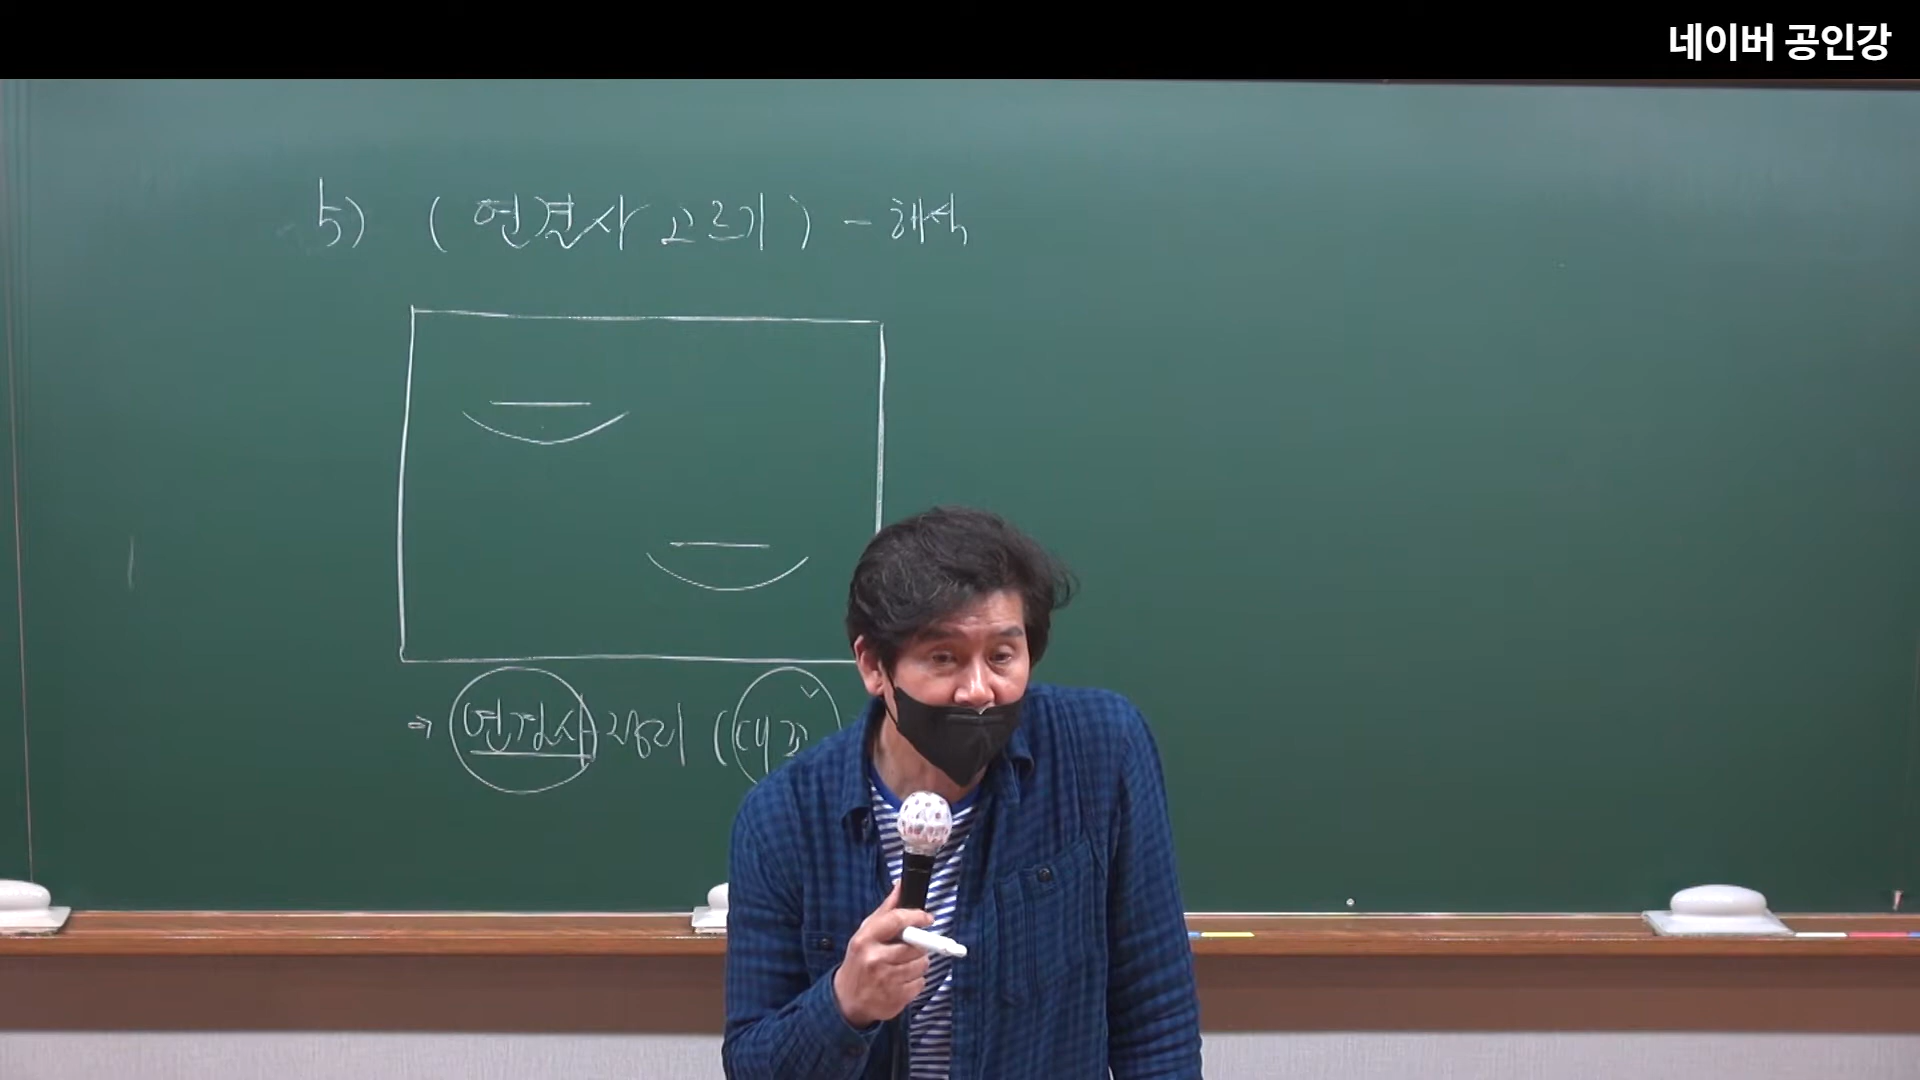 네이버 공인강
5) (연결사 고르기) - 해석
⇒ 연결사 정리 (대조